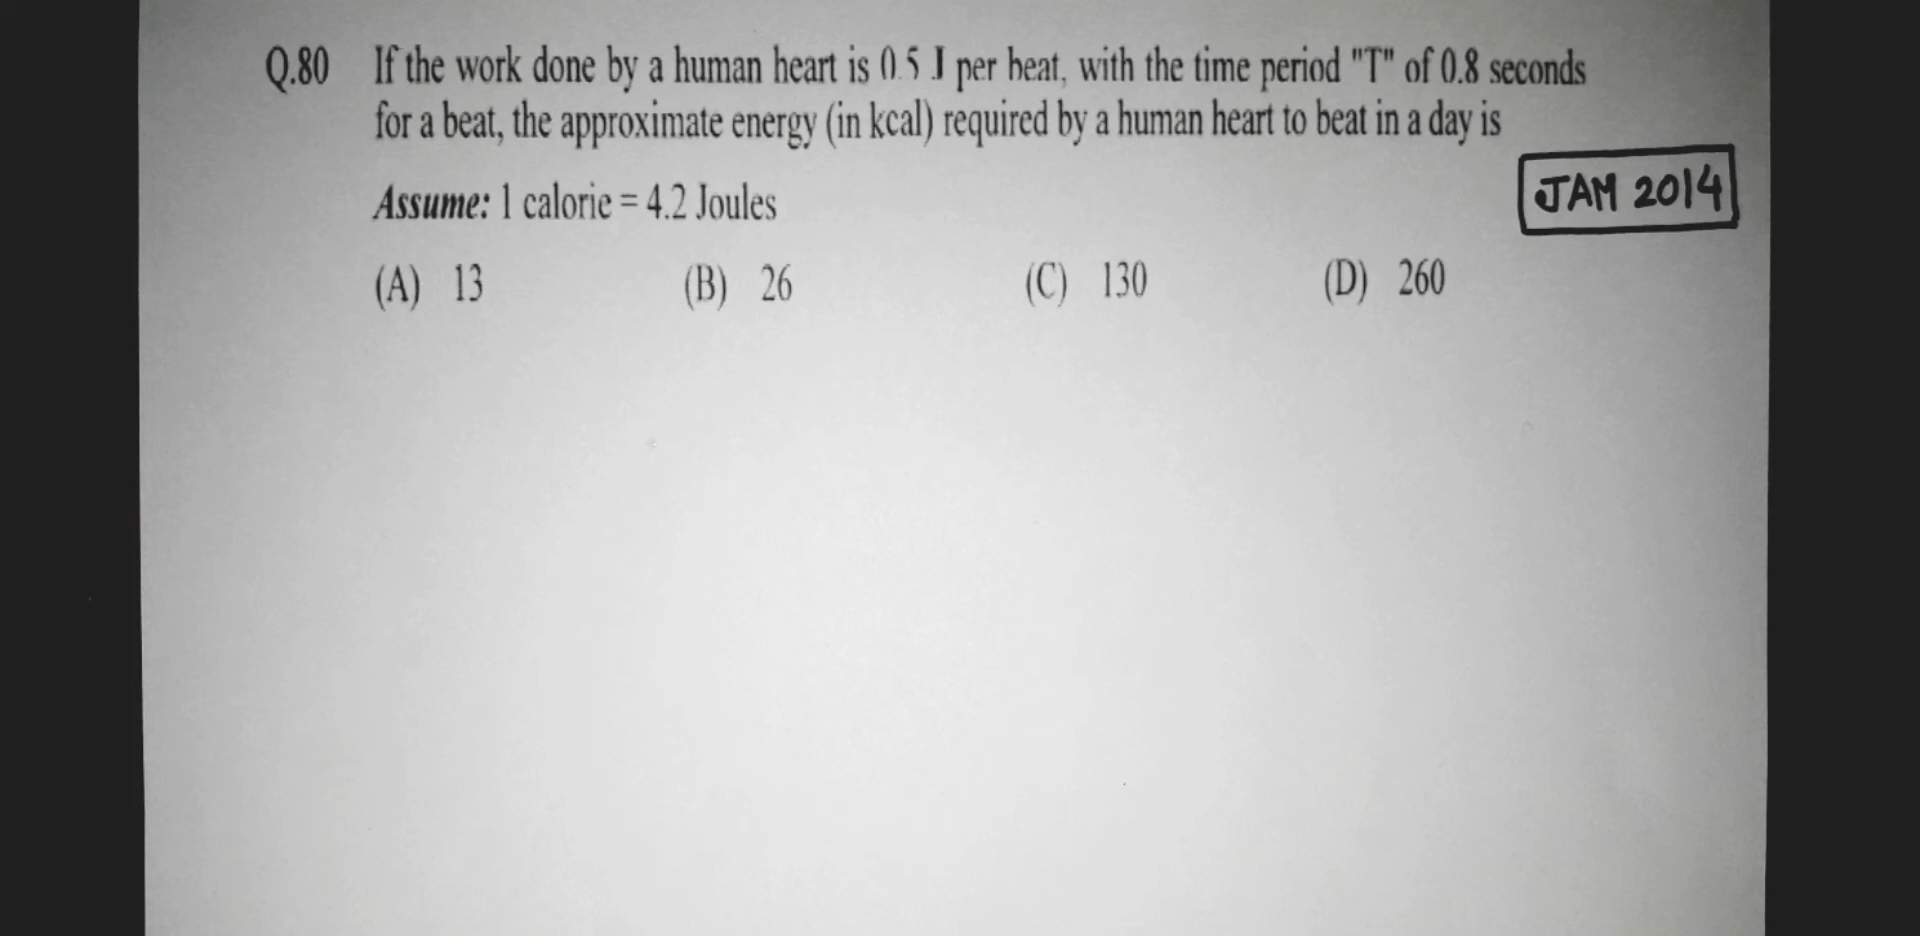 Q.80 If the work done by a human heart is 0.5 J per beat, with the time period "T" of 0.8 seconds
for a beat, the approximate energy (in kcal) required by a human heart to beat in a day is
JAM 2014
Assume: 1 calorie = 4.2 Joules
(A) 13 (B) 26 (C) 130 (D) 260